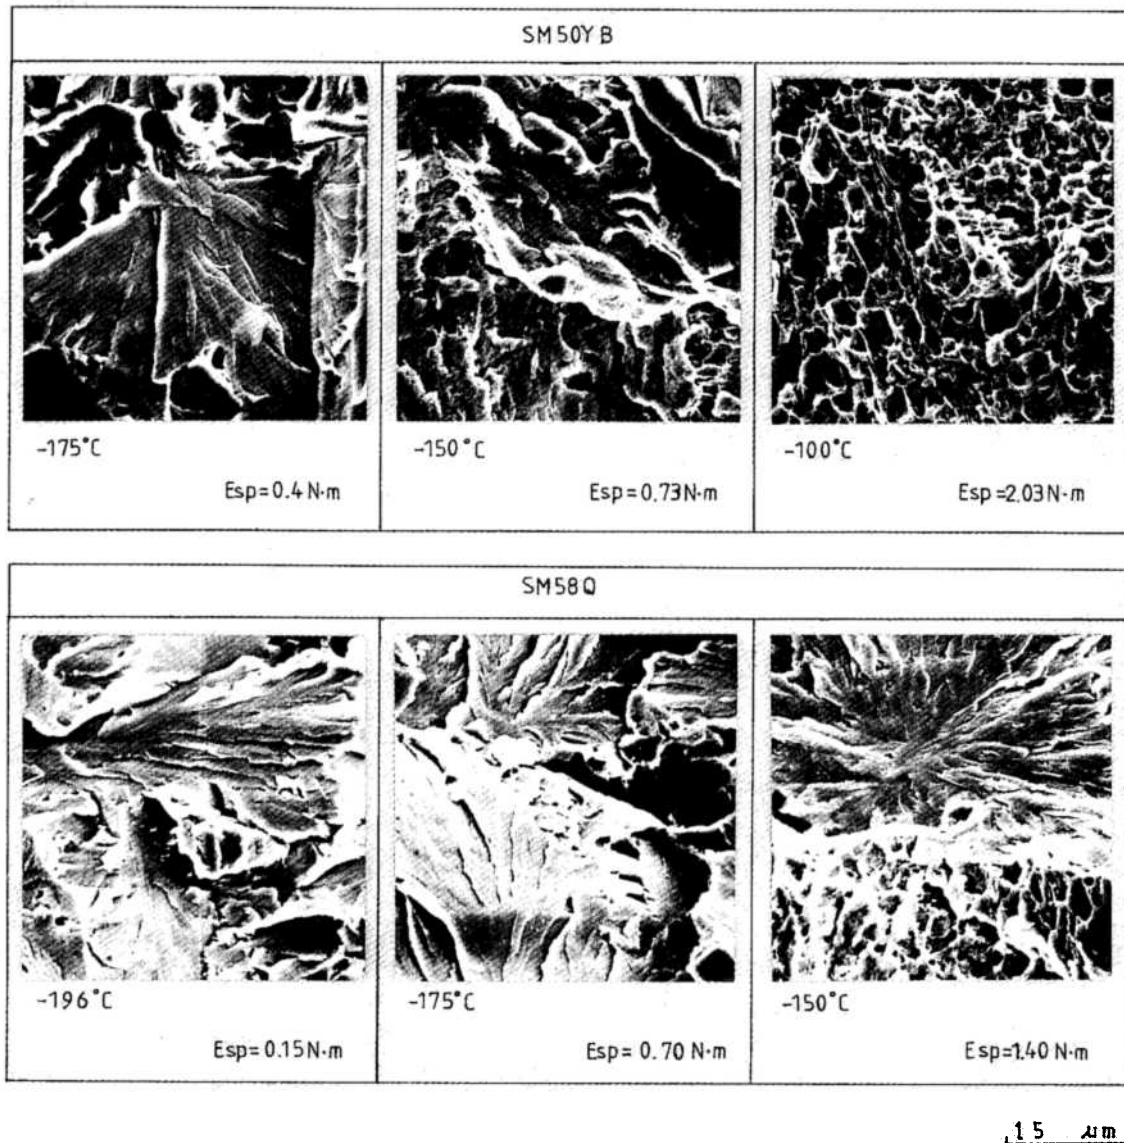 SM50YB
-175°C
Esp=0.4 N·m
-150°C
Esp=0.73N·m
-100°C
Esp=2.03N·m
SM58Q
-196°C
Esp=0.15N·m
-175°C
Esp= 0.70 N·m
-150°C
Esp=1.40 N·m
15 μm